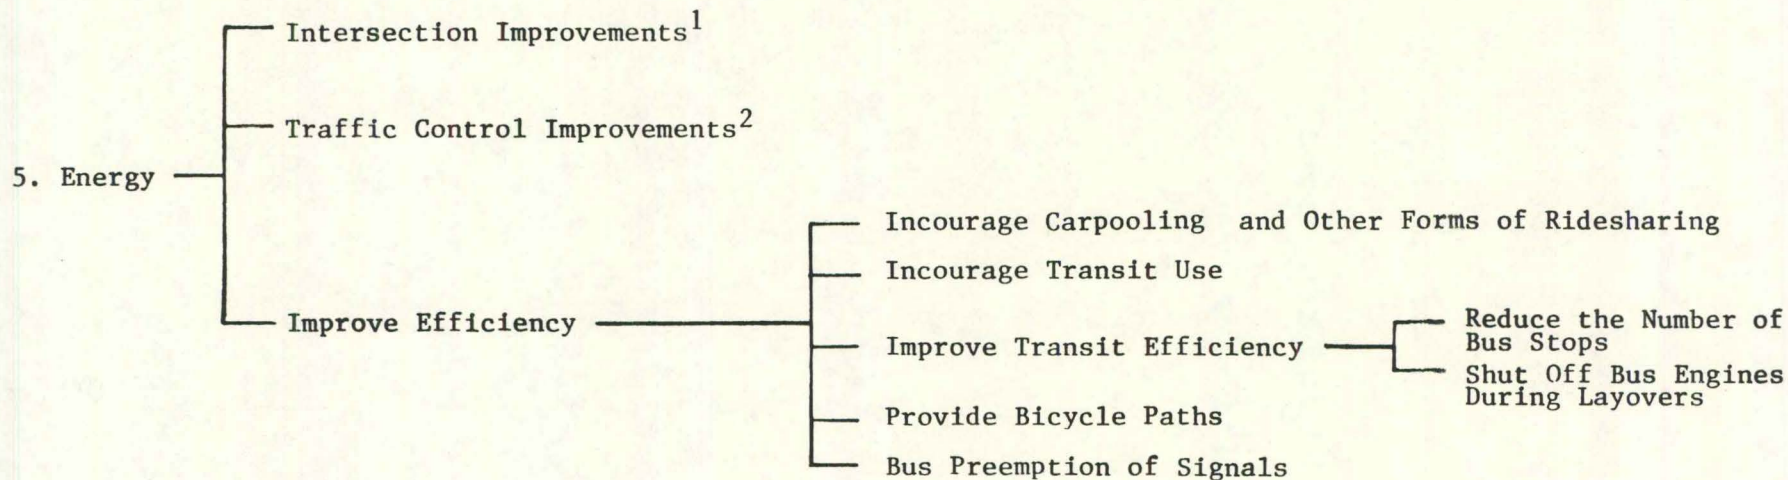 Intersection Improvements1
Traffic Control Improvements2
5. Energy
Improve Efficiency
Incourage Carpooling and Other Forms of Ridesharing
Incourage Transit Use
Improve Transit Efficiency
Reduce the Number of
Bus Stops
Shut Off Bus Engines
During Layovers
Provide Bicycle Paths
Bus Preemption of Signals